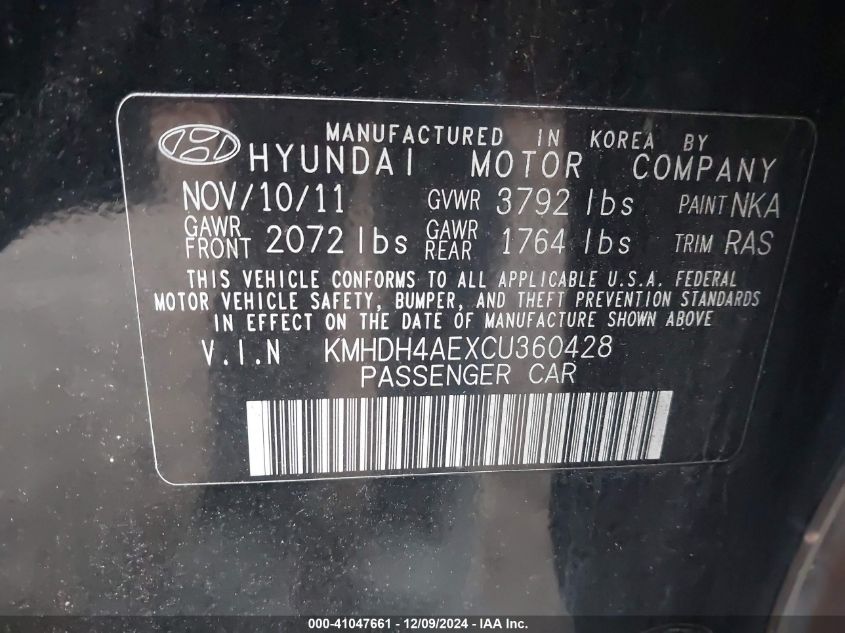 MANUFACTURED IN KOREA BY
HYUNDAI MOTOR COMPANY
NOV/10/11 GVWR 3792 lbs PAINT NKA
GAWR FRONT 2072 lbs GAWR REAR 1764 lbs TRIM RAS
THIS VEHICLE CONFORMS TO ALL APPLICABLE U.S.A. FEDERAL
MOTOR VEHICLE SAFETY, BUMPER, AND THEFT PREVENTION STANDARDS
IN EFFECT ON THE DATE OF MANUFACTURE SHOWN ABOVE
V.I.N KMHDH4AEXCU360428
PASSENGER CAR
000-41047661 - 12/09/2024 - IAA Inc.